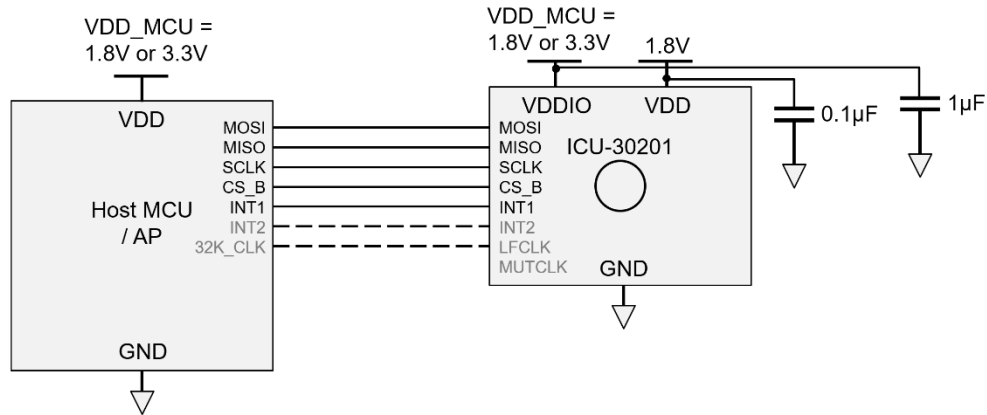 VDD_MCU =
1.8V or 3.3V
VDD
MOSI
MISO
SCLK
CS_B
INT1
INT2
32K_CLK
Host MCU
/ AP
GND
VDD_MCU =
1.8V or 3.3V
1.8V
VDDIO
VDD
MOSI
MISO
SCLK
CS_B
INT1
INT2
LFCLK
MUTCLK
ICU-30201
GND
0.1µF
1µF